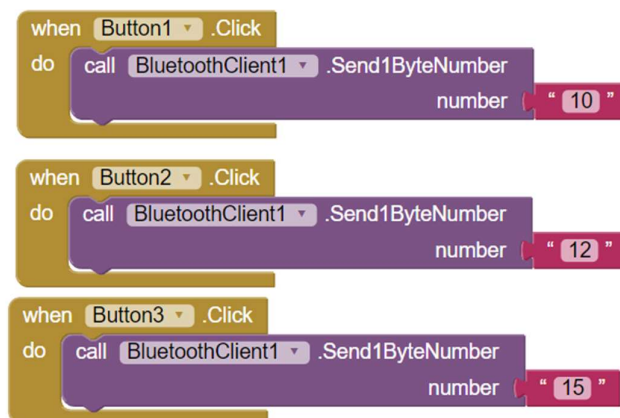 when Button1 .Click
do call BluetoothClient1 .Send1ByteNumber
number " 10 "
when Button2 .Click
do call BluetoothClient1 .Send1ByteNumber
number " 12 "
when Button3 .Click
do call BluetoothClient1 .Send1ByteNumber
number " 15 "